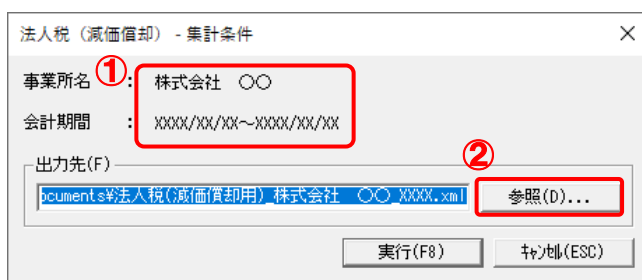 法人税（減価償却） - 集計条件
①
事業所名 : 株式会社　〇〇
会計期間 : XXXX/XX/XX～XXXX/XX/XX
②
出力先(F)
ocuments¥法人税(減価償却用)_株式会社　〇〇_XXXX.xml 参照(D)...
実行(F8) ｷｬﾝｾﾙ(ESC)